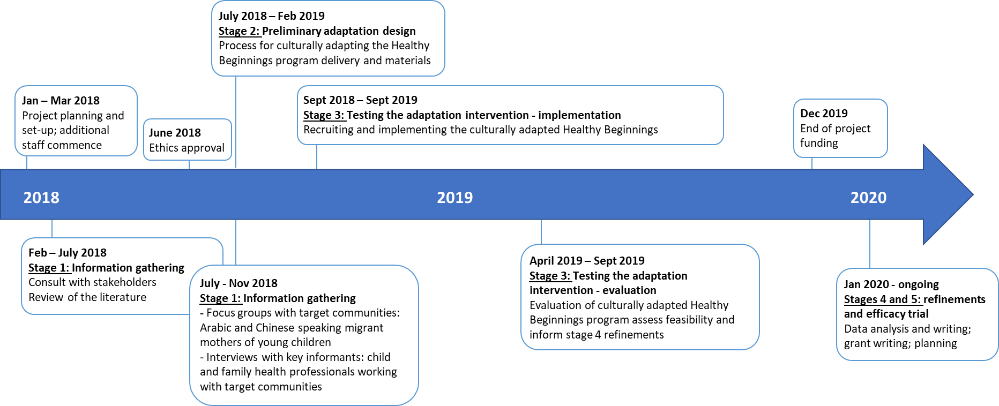 July 2018 – Feb 2019
Stage 2: Preliminary adaptation design
Process for culturally adapting the Healthy
Beginnings program delivery and materials
Jan – Mar 2018
Project planning and
set-up; additional
staff commence
June 2018
Ethics approval
Sept 2018 – Sept 2019
Stage 3: Testing the adaptation intervention - implementation
Recruiting and implementing the culturally adapted Healthy Beginnings
Dec 2019
End of project
funding
2018
2019
2020
Feb – July 2018
Stage 1: Information gathering
Consult with stakeholders
Review of the literature
July - Nov 2018
Stage 1: Information gathering
- Focus groups with target communities:
Arabic and Chinese speaking migrant
mothers of young children
- Interviews with key informants: child
and family health professionals working
with target communities
April 2019 – Sept 2019
Stage 3: Testing the adaptation
intervention - evaluation
Evaluation of culturally adapted Healthy
Beginnings program assess feasibility and
inform stage 4 refinements
Jan 2020 - ongoing
Stages 4 and 5: refinements
and efficacy trial
Data analysis and writing;
grant writing; planning